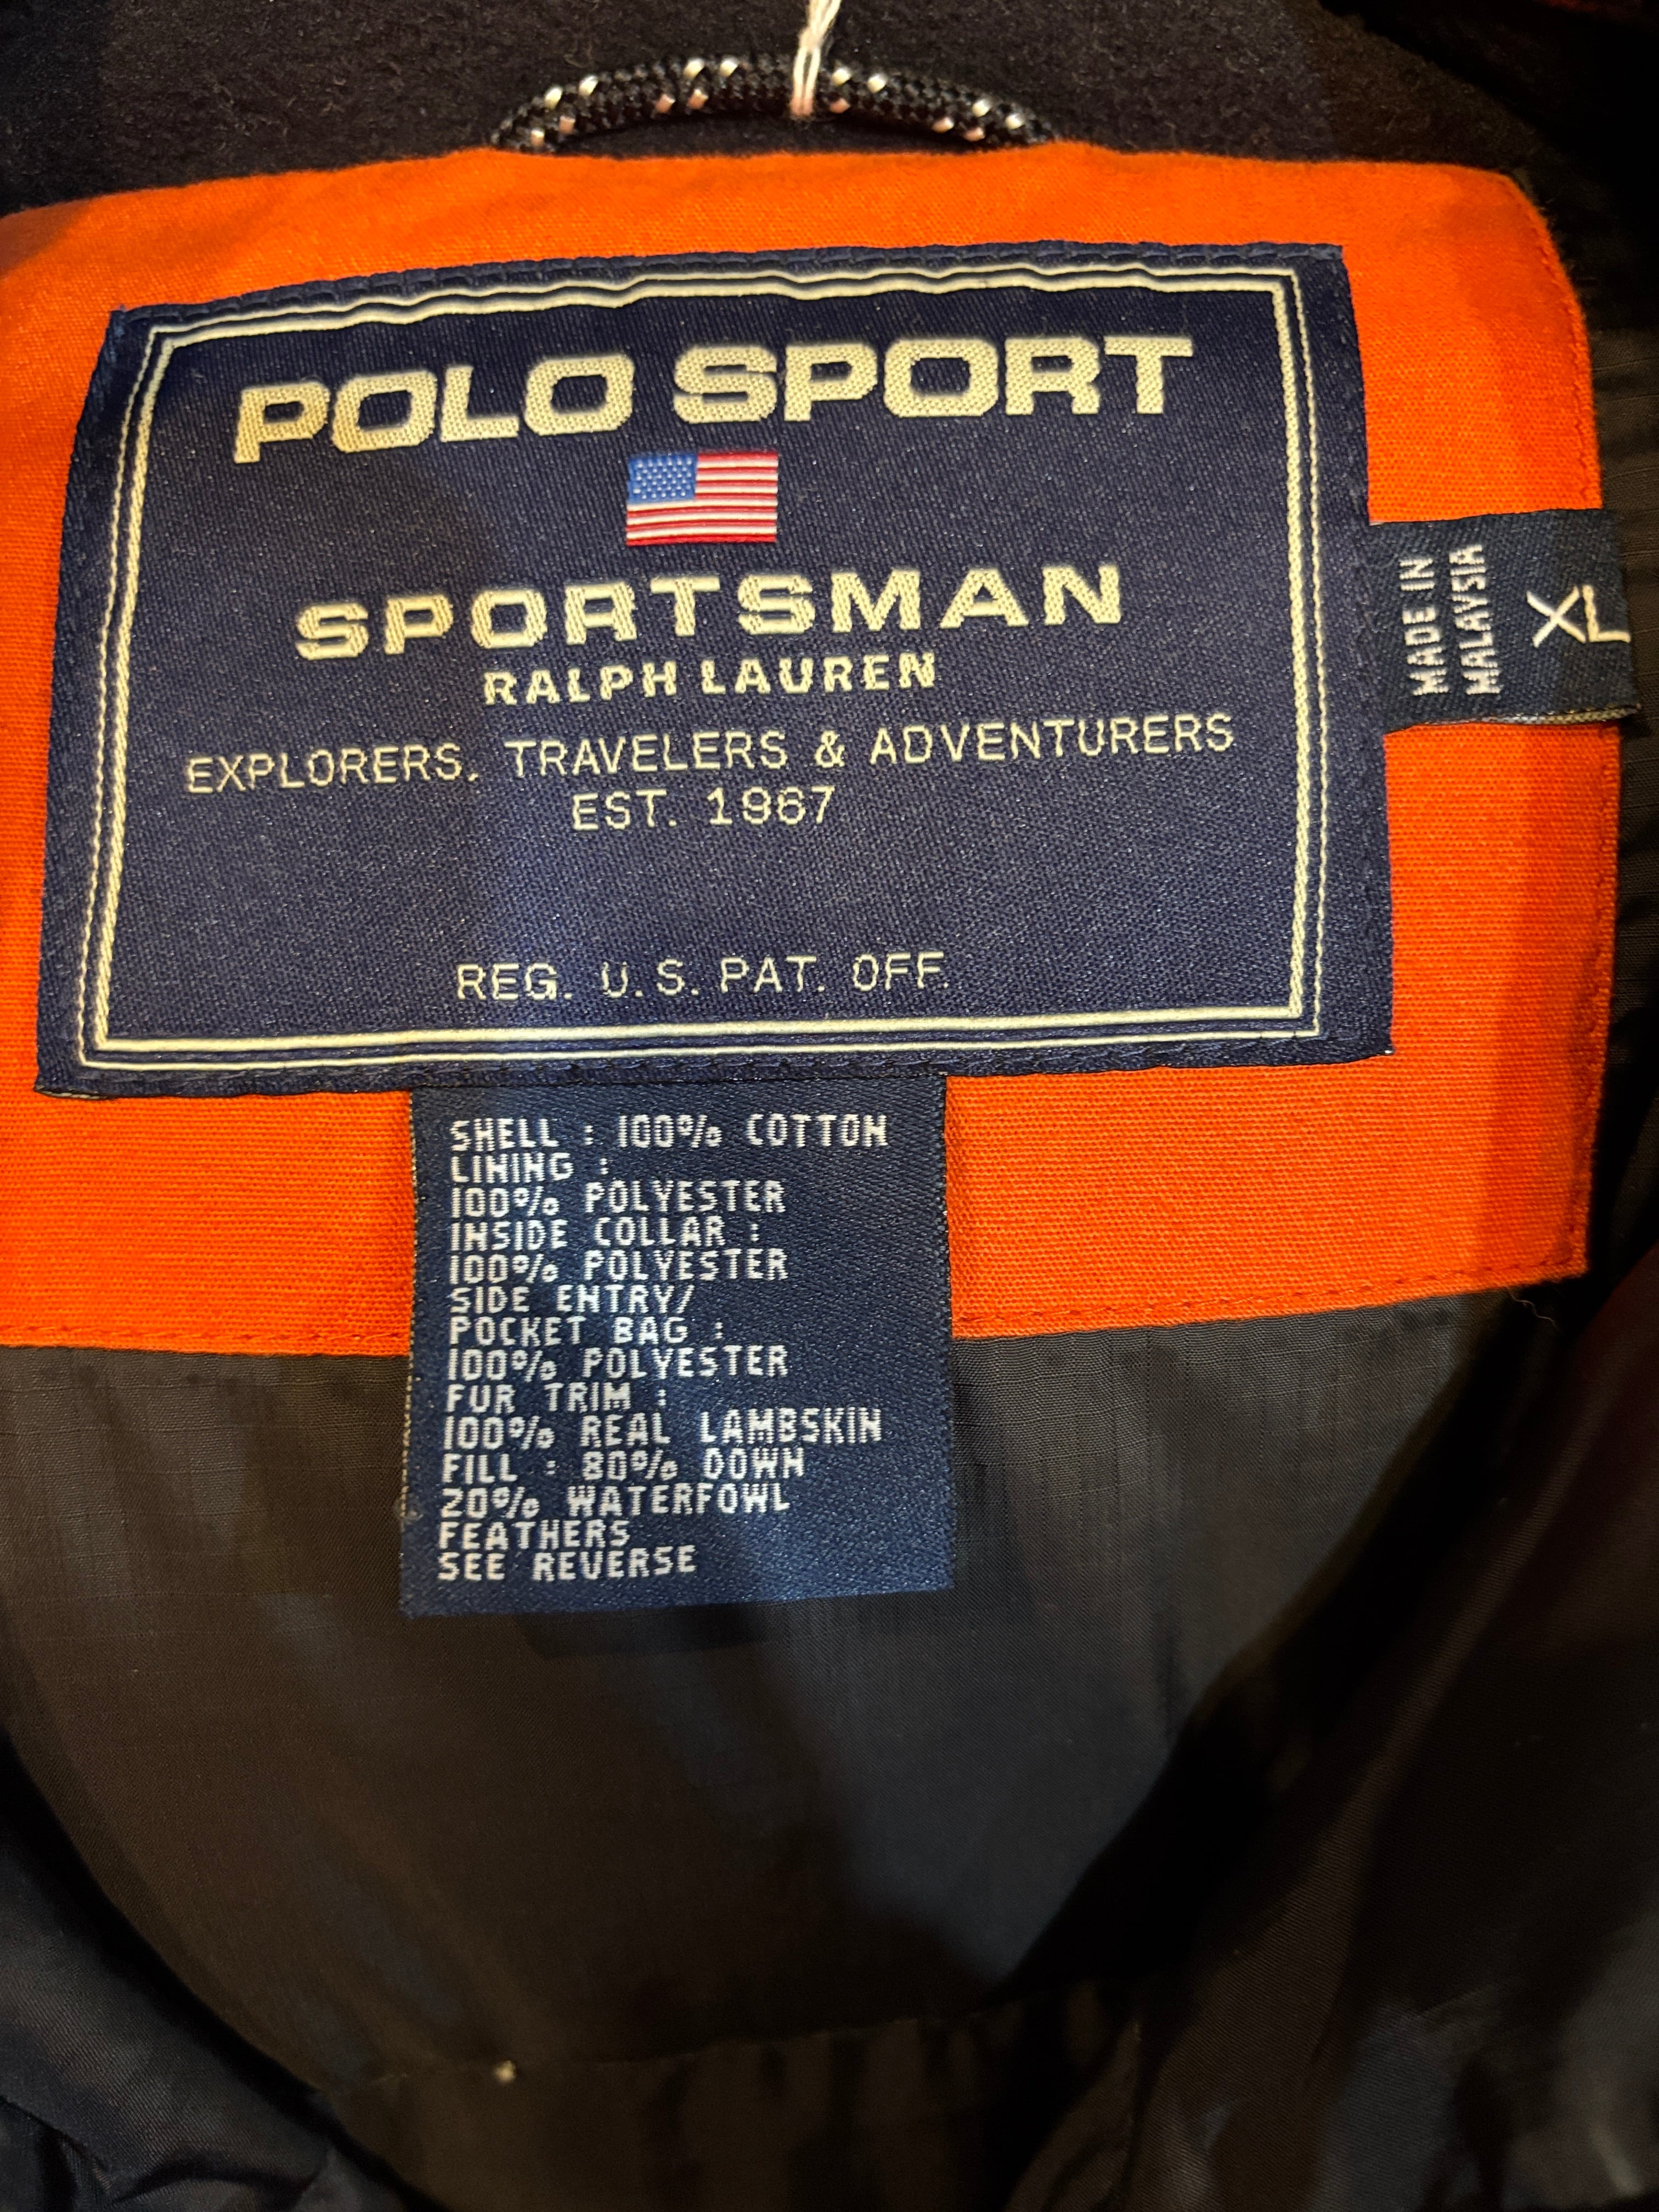 POLO SPORT
SPORTSMAN
RALPH LAUREN
EXPLORERS, TRAVELERS & ADVENTURERS
EST. 1967
REG. U.S. PAT. OFF.
MADE IN
MALAYSIA
XL
SHELL : 100% COTTON
LINING :
100% POLYESTER
INSIDE COLLAR :
100% POLYESTER
SIDE ENTRY/
POCKET BAG :
100% POLYESTER
FUR TRIM :
100% REAL LAMBSKIN
FILL : 80% DOWN
20% WATERFOWL
FEATHERS
SEE REVERSE